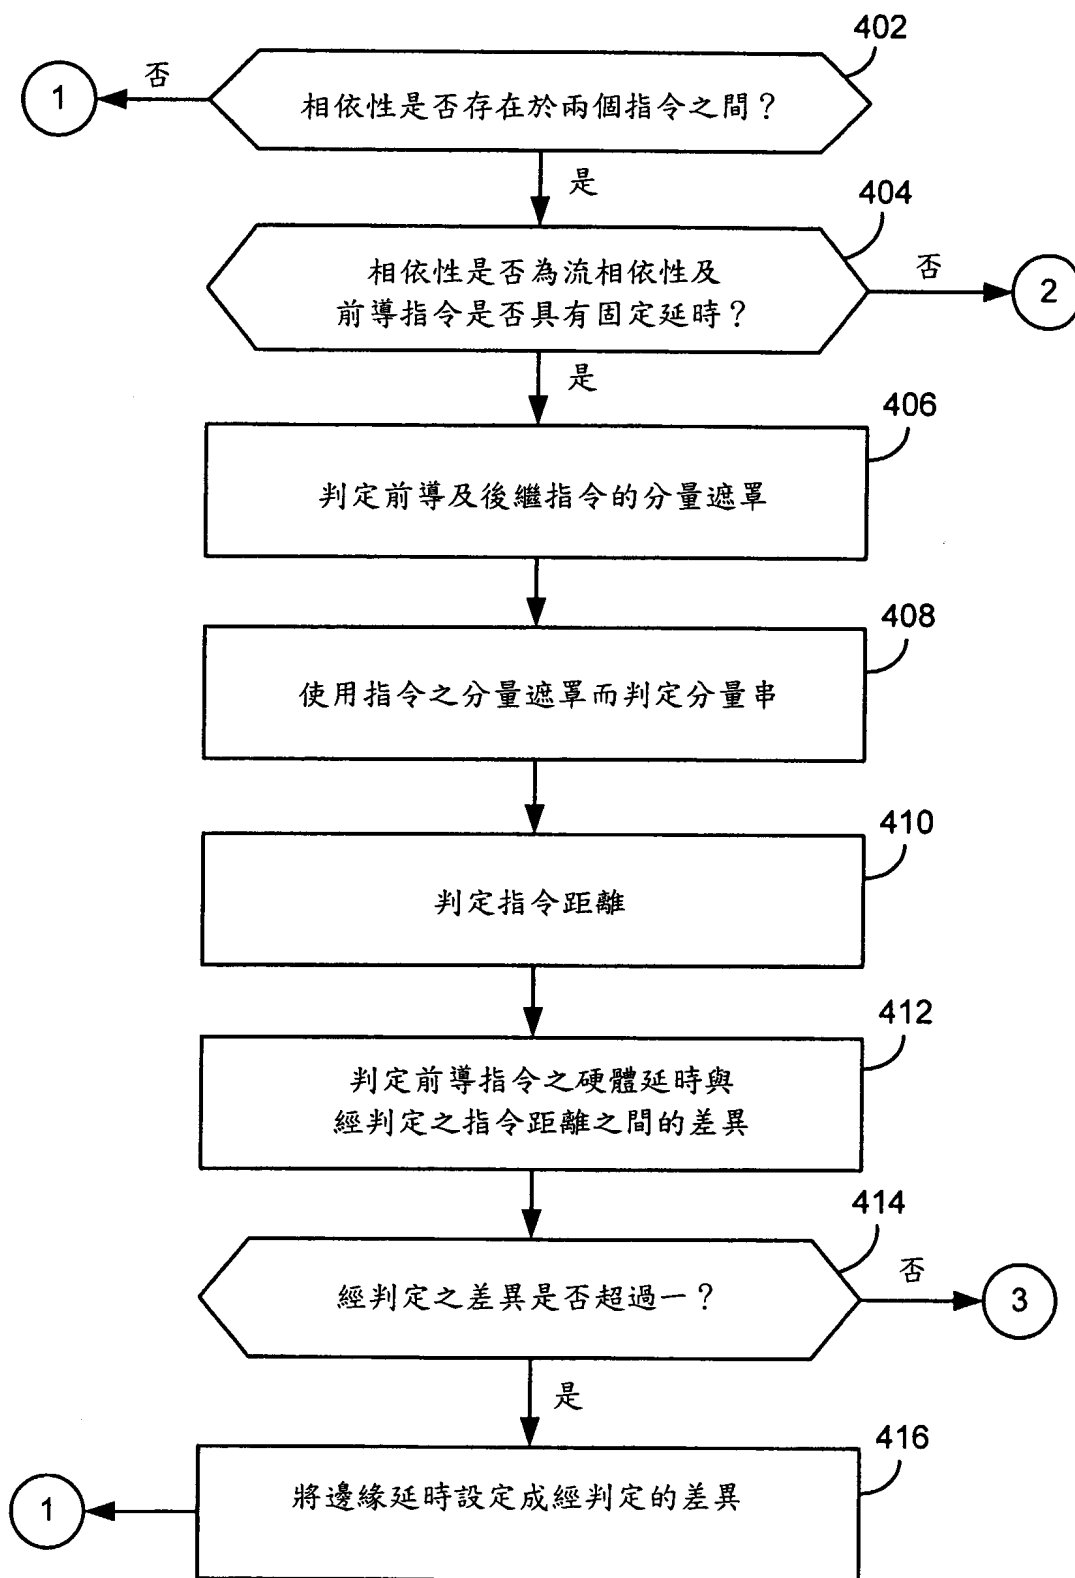 402
否
1
相依性是否存在於兩個指令之間？
是
404
相依性是否為流相依性及
前導指令是否具有固定延時？
否
2
是
406
判定前導及後繼指令的分量遮罩
408
使用指令之分量遮罩而判定分量串
410
判定指令距離
412
判定前導指令之硬體延時與
經判定之指令距離之間的差異
414
經判定之差異是否超過一？
否
3
是
416
將邊緣延時設定成經判定的差異
1